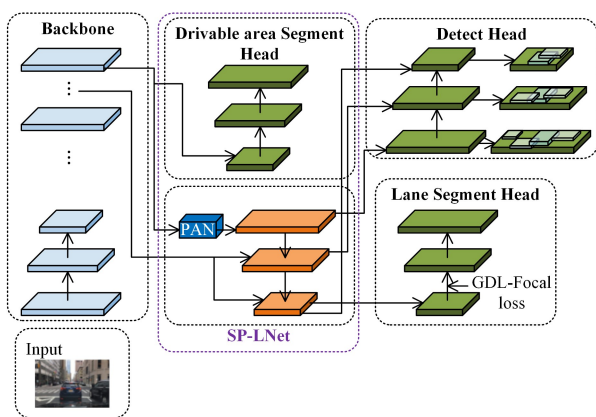 Backbone
Drivable area Segment
Head
Detect Head
PAN
SP-LNet
Lane Segment Head
GDL-Focal
loss
Input